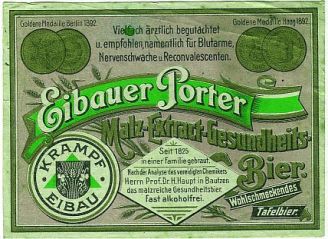 Goldene Medaille Berlin 1892.
Goldene Medaille Haag 1892.
Vielfach ärztlich begutachtet
u. empfohlen, namentlich für Blutarme,
Nervenschwache u. Reconvalescenten.
Eibauer Porter
Malz-Extract-Gesundheits-
Bier.
KRAMPF
EIBAU
Seit 1825
in einer Familie gebraut.
Nach der Analyse des vereidigten Chemikers
Herrn Prof. Dr. H. Haupt in Bautzen
das malzreiche Gesundheitsbier.
fast alkoholfrei.
Wohlschmeckendes
Tafelbier.